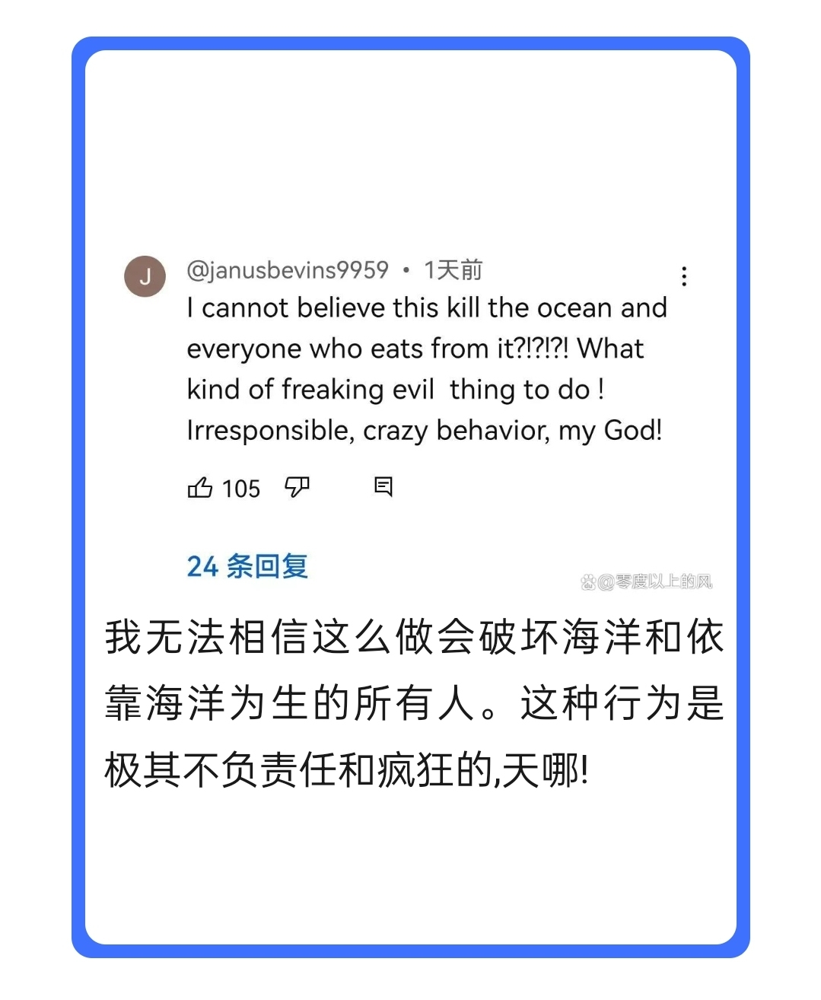 J
@janusbevins9959 • 1天前
I cannot believe this kill the ocean and
everyone who eats from it?!?!?! What
kind of freaking evil  thing to do !
Irresponsible, crazy behavior, my God!
105
24 条回复
@零度以上的风
我无法相信这么做会破坏海洋和依
靠海洋为生的所有人。这种行为是
极其不负责任和疯狂的,天哪!